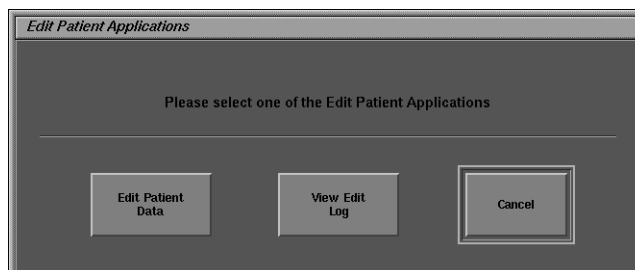 Edit Patient Applications
Please select one of the Edit Patient Applications
Edit Patient
Data
View Edit
Log
Cancel